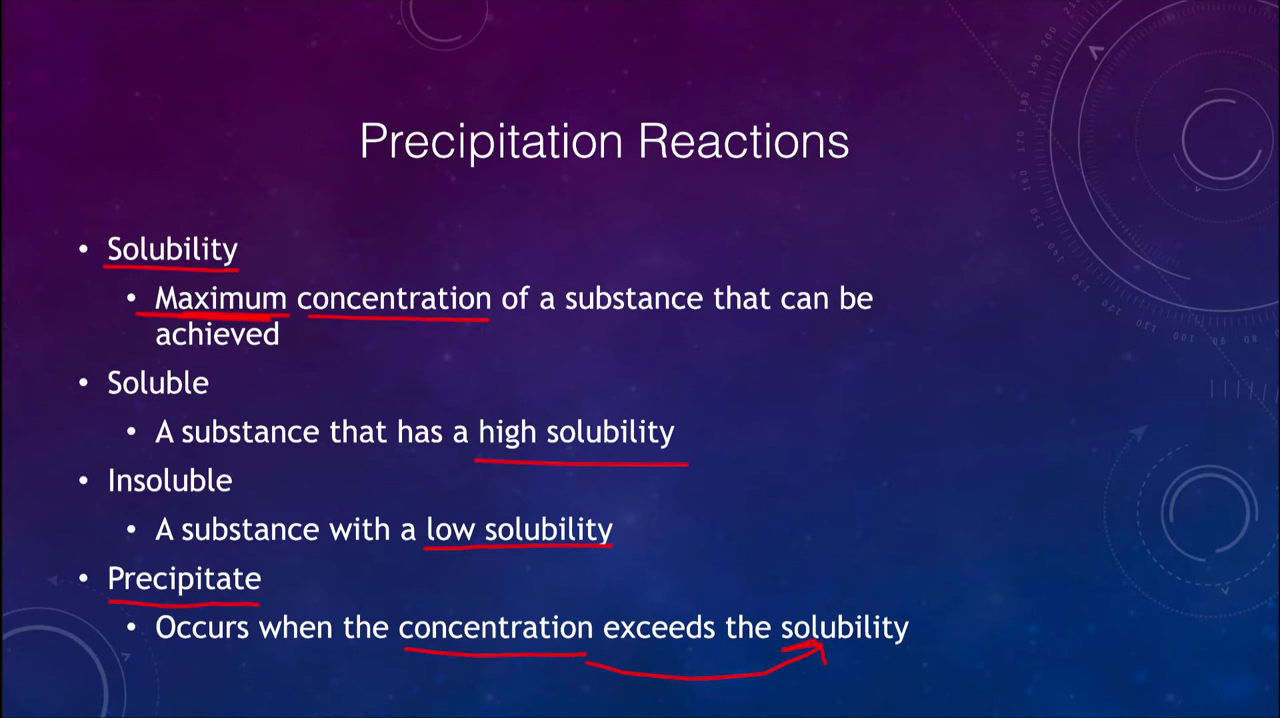 Precipitation Reactions
• Solubility
• Maximum concentration of a substance that can be
achieved
• Soluble
• A substance that has a high solubility
• Insoluble
• A substance with a low solubility
• Precipitate
• Occurs when the concentration exceeds the solubility